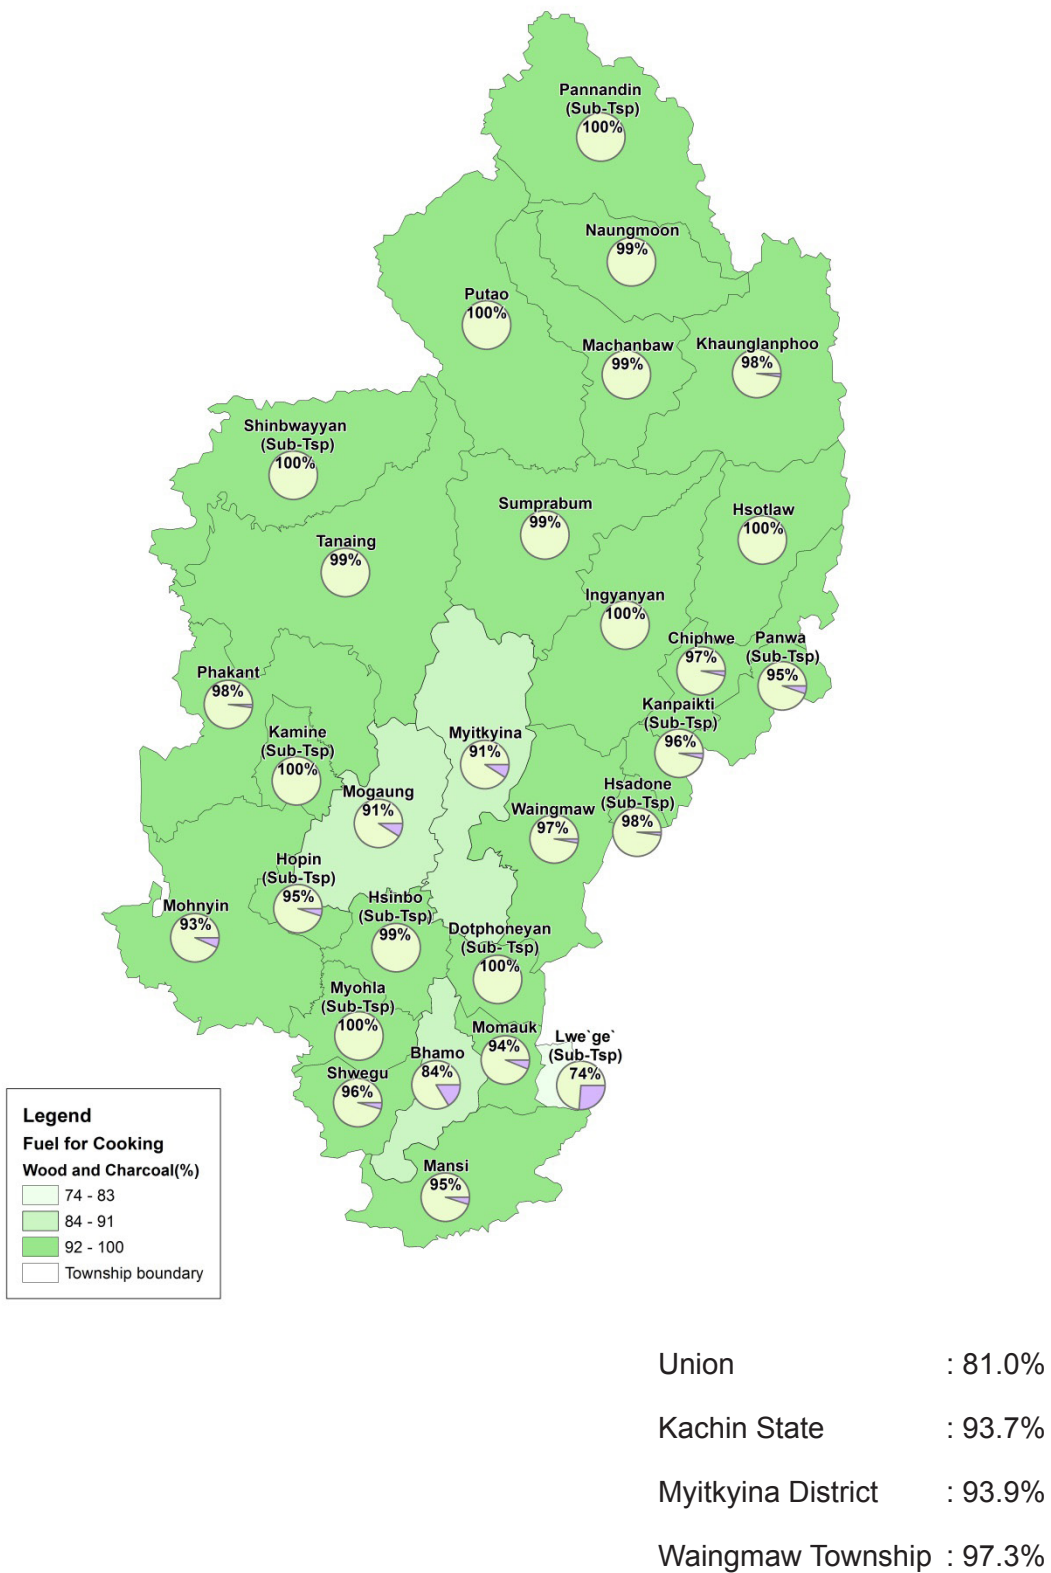 Pannandin
(Sub-Tsp)
100%
Naungmoon
99%
Putao
100%
Machanbaw
99%
Khaunglanphoo
98%
Shinbwayyan
(Sub-Tsp)
100%
Sumprabum
99%
Hsotlaw
100%
Tanaing
99%
Ingyanyan
100%
Chiphwe
97%
Panwa
(Sub-Tsp)
95%
Phakant
98%
Kanpaikti
(Sub-Tsp)
96%
Kamine
(Sub-Tsp)
100%
Myitkyina
91%
Mogaung
91%
Hsadone
(Sub-Tsp)
98%
Waingmaw
97%
Hopin
(Sub-Tsp)
95%
Mohnyin
93%
Hsinbo
(Sub-Tsp)
99%
Dotphoneyan
(Sub- Tsp)
100%
Myohla
(Sub-Tsp)
100%
Momauk
94%
Lwe`ge`
(Sub-Tsp)
74%
Bhamo
84%
Shwegu
96%
Mansi
95%
Legend
Fuel for Cooking
Wood and Charcoal(%)
74 - 83
84 - 91
92 - 100
Township boundary
Union : 81.0%
Kachin State : 93.7%
Myitkyina District : 93.9%
Waingmaw Township : 97.3%